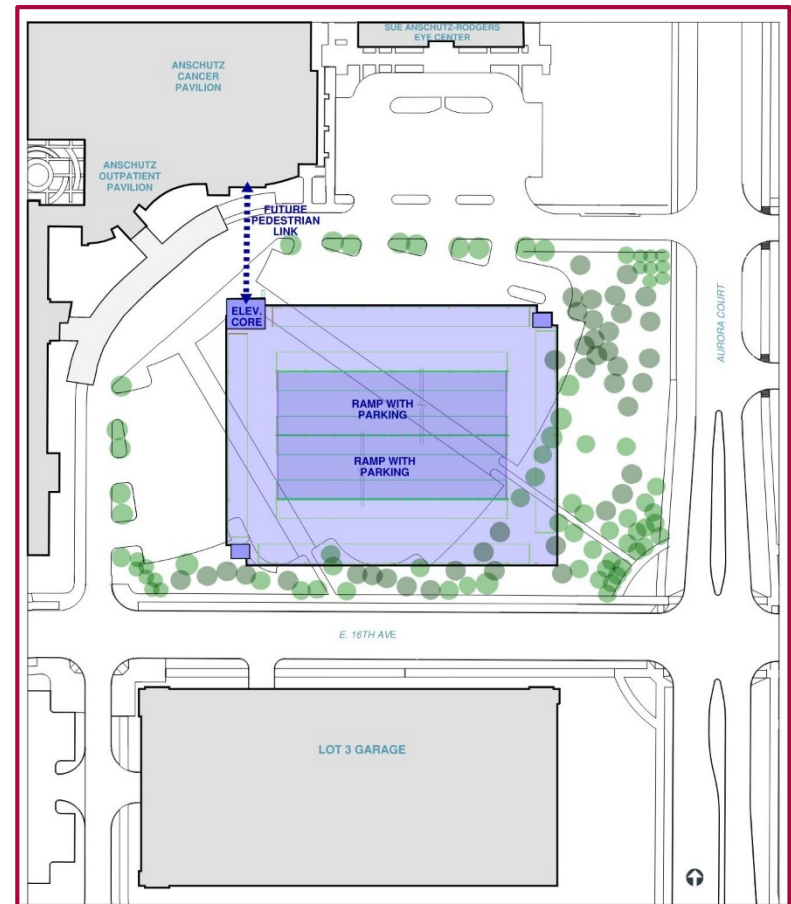 SUE ANSCHUTZ-RODGERS
EYE CENTER
ANSCHUTZ
CANCER
PAVILION
ANSCHUTZ
OUTPATIENT
PAVILION
FUTURE
PEDESTRIAN
LINK
ELEV.
CORE
AURORA COURT
RAMP WITH
PARKING
RAMP WITH
PARKING
E. 16TH AVE
LOT 3 GARAGE